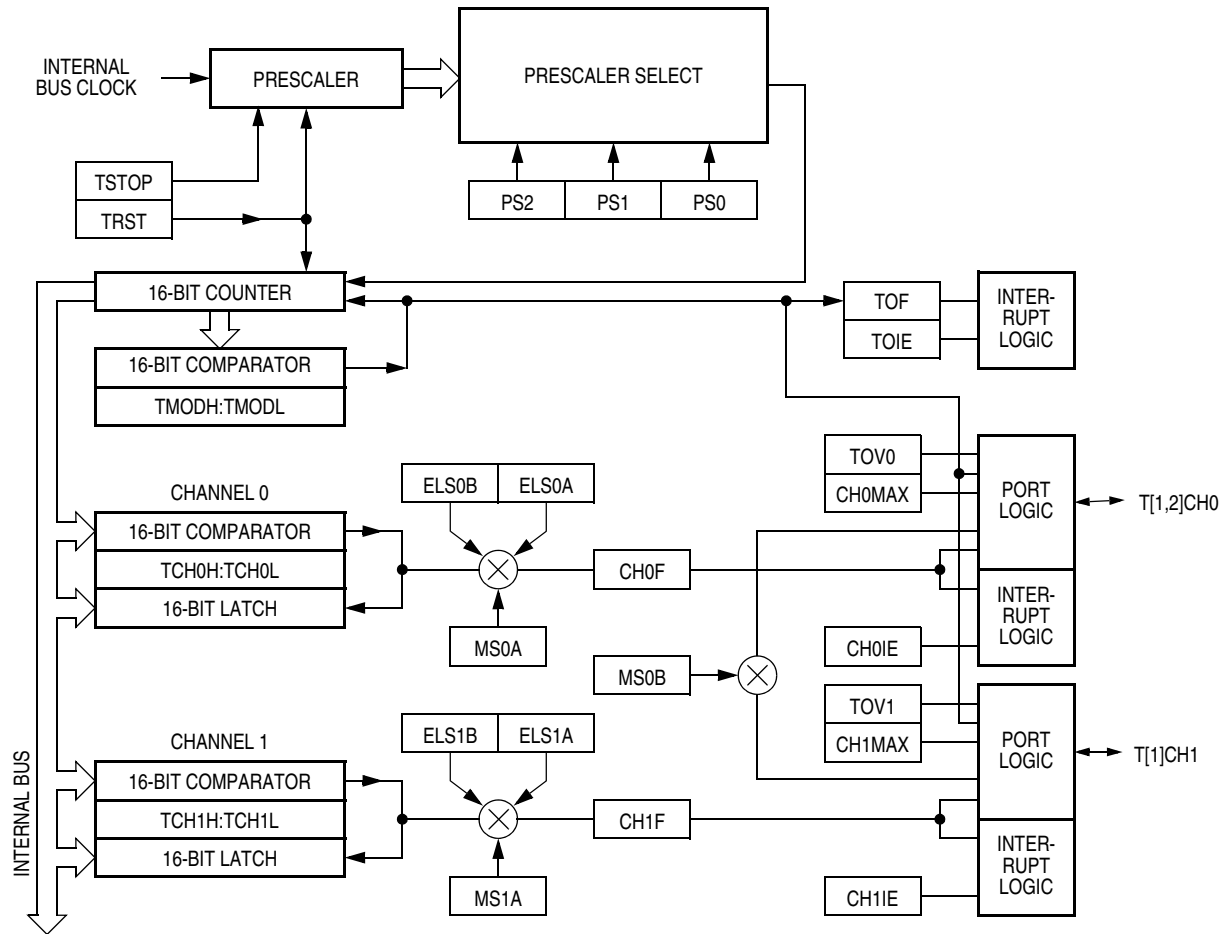 INTERNAL
BUS CLOCK
PRESCALER
PRESCALER SELECT
TSTOP
TRST
PS2
PS1
PS0
16-BIT COUNTER
16-BIT COMPARATOR
TMODH:TMODL
TOF
TOIE
INTER-
RUPT
LOGIC
CHANNEL 0
16-BIT COMPARATOR
TCH0H:TCH0L
16-BIT LATCH
ELS0B
ELS0A
MS0A
CH0F
TOV0
CH0MAX
PORT
LOGIC
T[1,2]CH0
INTER-
RUPT
LOGIC
CH0IE
MS0B
CHANNEL 1
16-BIT COMPARATOR
TCH1H:TCH1L
16-BIT LATCH
ELS1B
ELS1A
MS1A
CH1F
TOV1
CH1MAX
PORT
LOGIC
T[1]CH1
INTER-
RUPT
LOGIC
CH1IE
INTERNAL BUS